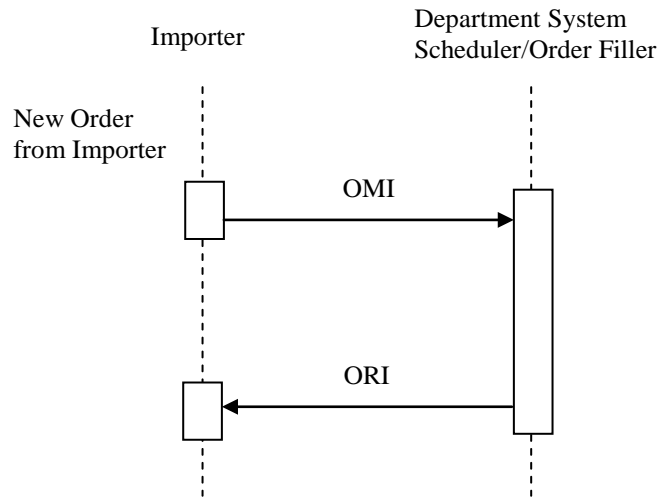 Importer
Department System
Scheduler/Order Filler
New Order
from Importer
OMI
ORI